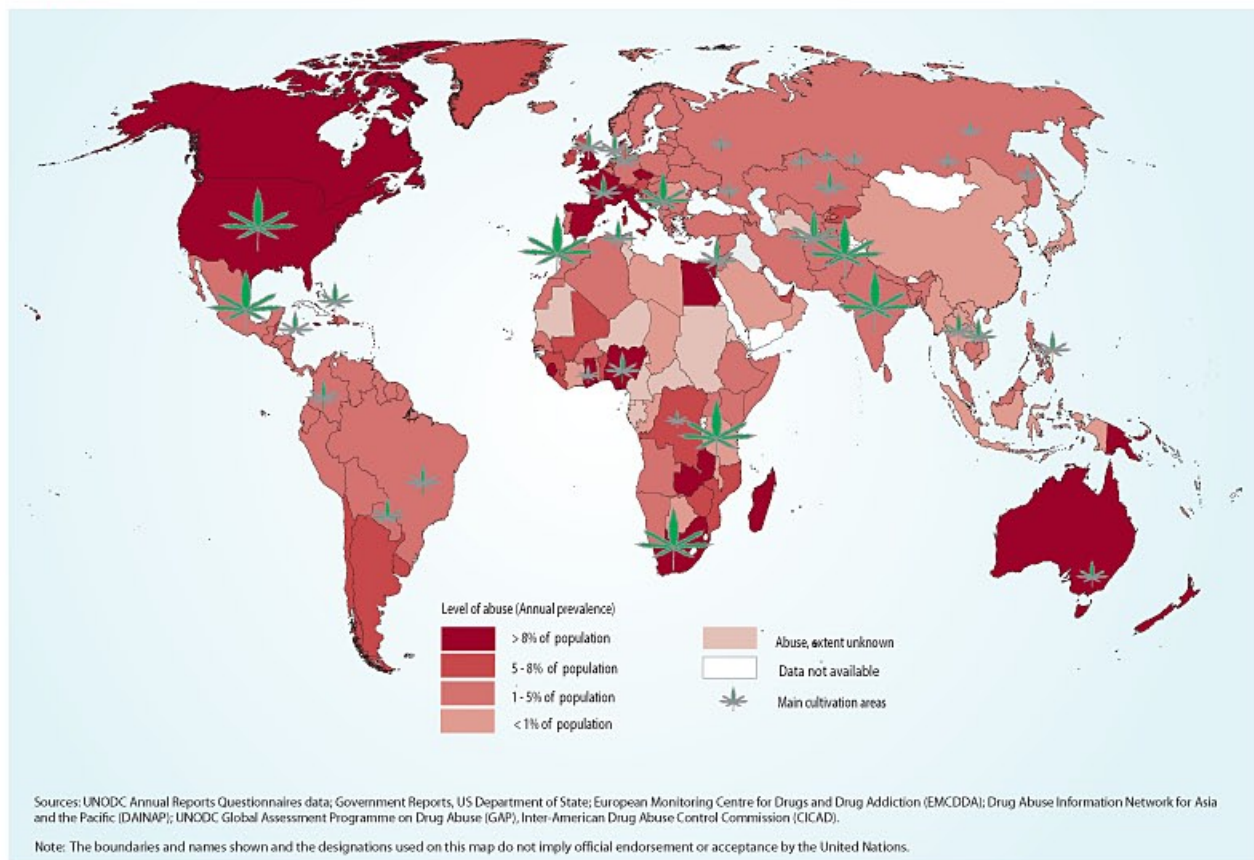 Level of abuse (Annual prevalence)
> 8% of population
5 - 8% of population
1 - 5% of population
< 1% of population
Abuse, extent unknown
Data not available
Main cultivation areas
Sources: UNODC Annual Reports Questionnaires data; Government Reports, US Department of State; European Monitoring Centre for Drugs and Drug Addiction (EMCDDA); Drug Abuse Information Network for Asia
and the Pacific (DAINAP); UNODC Global Assessment Programme on Drug Abuse (GAP), Inter-American Drug Abuse Control Commission (CICAD).
Note: The boundaries and names shown and the designations used on this map do not imply official endorsement or acceptance by the United Nations.